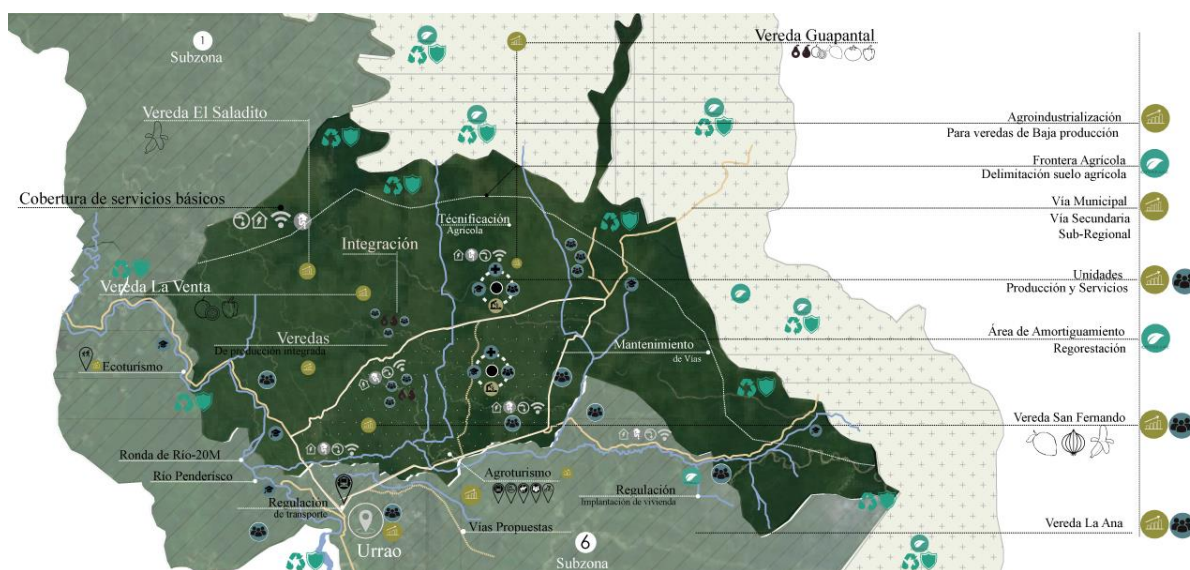 1
Subzona
Vereda Guapantal
Vereda El Saladito
Agroindustrialización
Para veredas de Baja producción
Frontera Agrícola
Delimitación suelo agrícola
Cobertura de servicios básicos
Técnificación
Agrícola
Vía Municipal
Vía Secundaria
Sub-Regional
Integración
Vereda La Venta
Unidades
Producción y Servicios
Veredas
De producción integrada
Mantenimiento
de Vías
Área de Amortiguamiento
Regorestación
Ecoturismo
Vereda San Fernando
Ronda de Río-20M
Río Penderisco
Agroturismo
Regulación
de transporte
Regulación
Implantación de vivienda
Vías Propuestas
Vereda La Ana
Urrao
6
Subzona